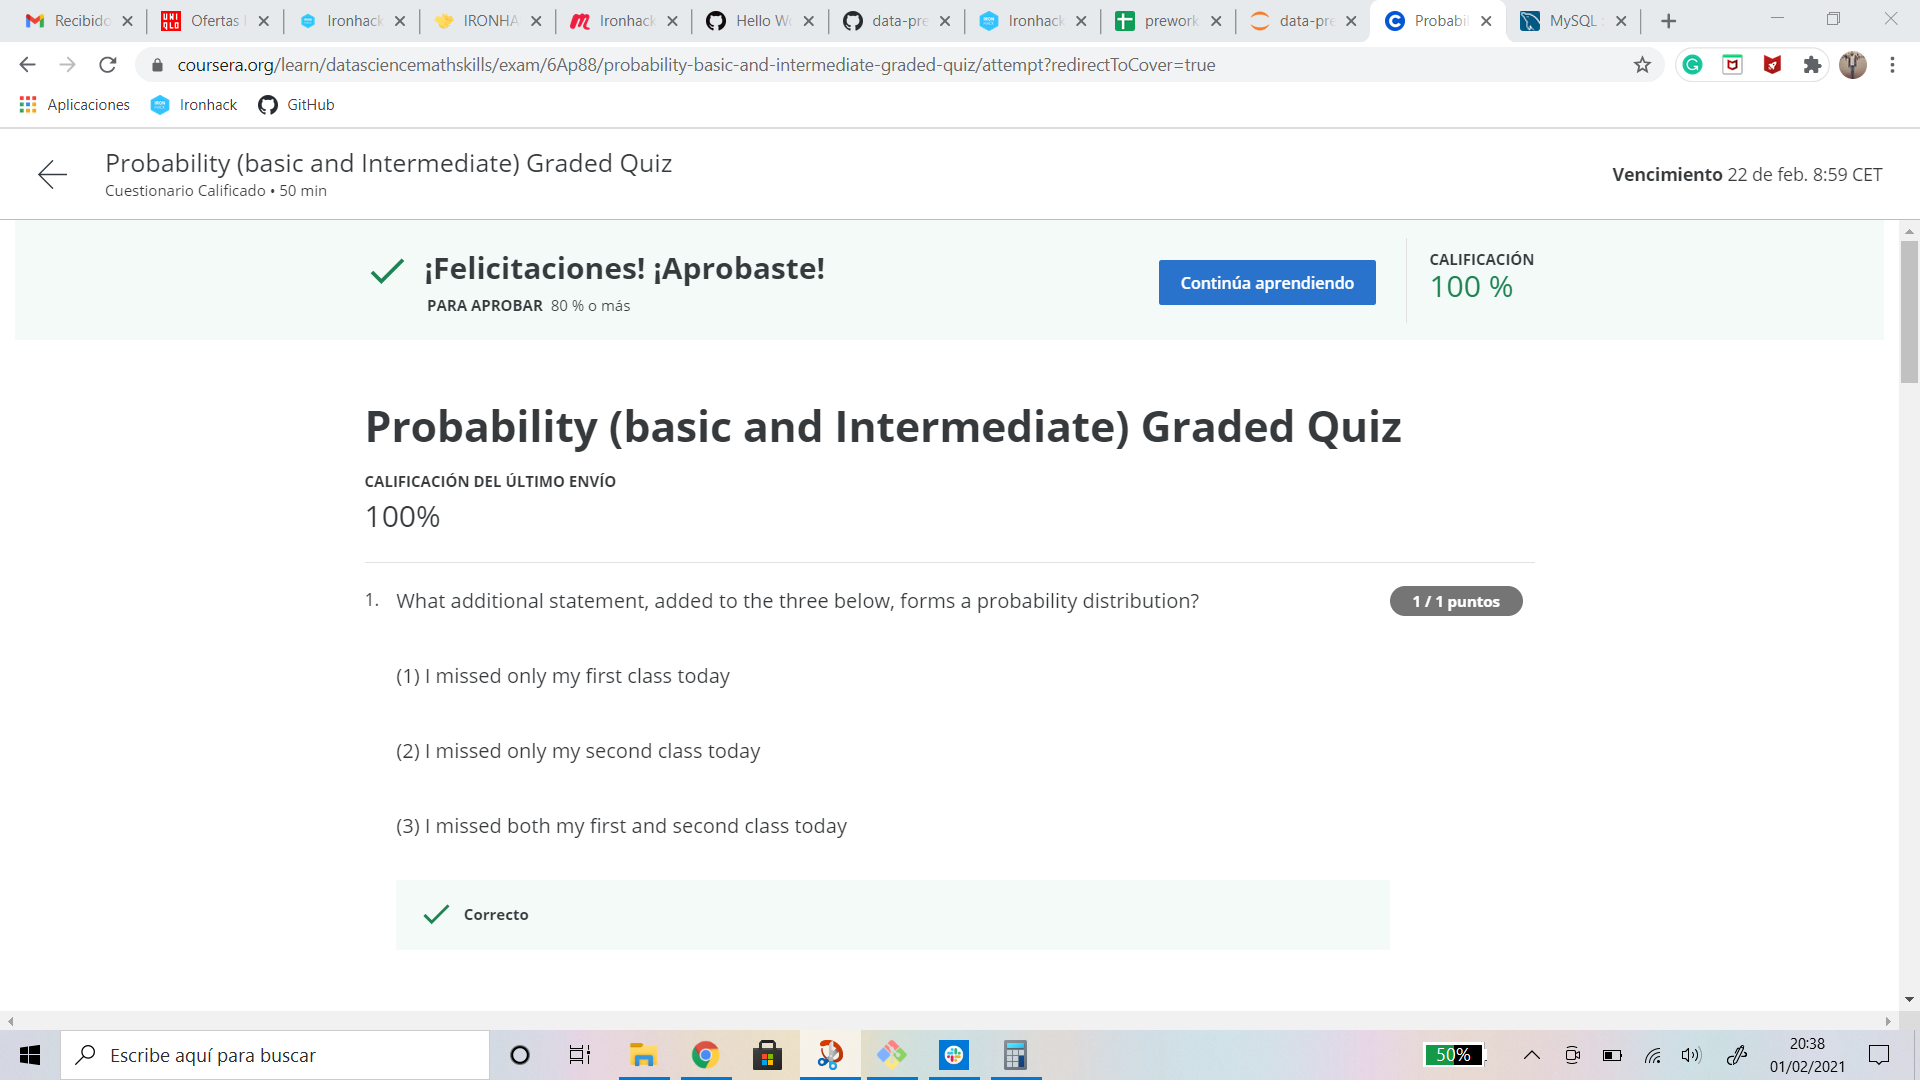 Recibido
Ofertas
Ironhack
IRONHA
Ironhack
Hello Wo
data-pre
Ironhack
prework
data-pre
Probabil
MySQL
coursera.org/learn/datasciencemathskills/exam/6Ap88/probability-basic-and-intermediate-graded-quiz/attempt?redirectToCover=true
Aplicaciones
Ironhack
GitHub
Probability (basic and Intermediate) Graded Quiz
Cuestionario Calificado • 50 min
Vencimiento 22 de feb. 8:59 CET
¡Felicitaciones! ¡Aprobaste!
PARA APROBAR 80 % o más
Continúa aprendiendo
CALIFICACIÓN
100 %
Probability (basic and Intermediate) Graded Quiz
CALIFICACIÓN DEL ÚLTIMO ENVÍO
100%
1. What additional statement, added to the three below, forms a probability distribution?
1 / 1 puntos
(1) I missed only my first class today
(2) I missed only my second class today
(3) I missed both my first and second class today
Correcto
Escribe aquí para buscar
50%
20:38
01/02/2021